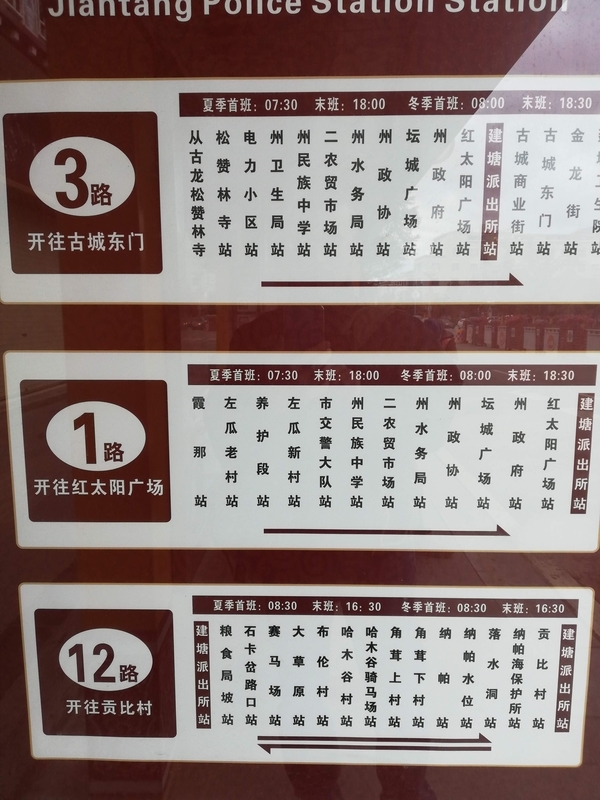 Jiantang Police Station Station
夏季首班：07:30 末班：18:00 冬季首班：08:00 末班：18:30
3路
开往古城东门
从古龙松赞林寺
松赞林寺站
电力小区站
州卫生局站
州民族中学站
二农贸市场站
州水务局站
州政协站
坛城广场站
州政府站
红太阳广场站
建塘派出所站
古城商业街站
古城东门站
金龙街站
夏季首班：07:30 末班：18:00 冬季首班：08:00 末班：18:30
1路
开往红太阳广场
霞那站
左瓜老村站
养护段站
左瓜新村站
市交警大队站
州民族中学站
二农贸市场站
州水务局站
州政协站
坛城广场站
州政府站
红太阳广场站
建塘派出所站
夏季首班：08:30 末班：16：30 冬季首班：08:30 末班：16:30
12路
开往贡比村
建塘派出所站
粮食局坡站
石卡岔路口站
赛马场站
大草原站
布伦村站
哈木谷村站
哈木谷骑马场站
角茸上村站
角茸下村站
纳帕站
纳帕水位站
落水洞站
纳帕海保护所站
贡比村站
建塘派出所站